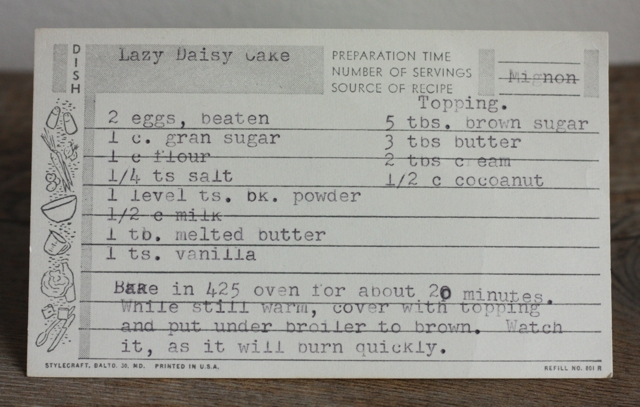 DISH
Lazy Daisy Cake
PREPARATION TIME
NUMBER OF SERVINGS
SOURCE OF RECIPE
Mignon
Topping.
2 eggs, beaten
5 tbs. brown sugar
1 c. gran sugar
3 tbs butter
1 c flour
2 tbs cream
1/4 ts salt
1/2 c cocoanut
1 level ts. bk. powder
1/2 c milk
1 tb. melted butter
1 ts. vanilla
Bake in 425 oven for about 20 minutes.
While still warm, cover with topping
and put under broiler to brown. Watch
it, as it will burn quickly.
STYLECRAFT, BALTO. 30, MD. PRINTED IN U.S.A.
REFILL NO. 851 R